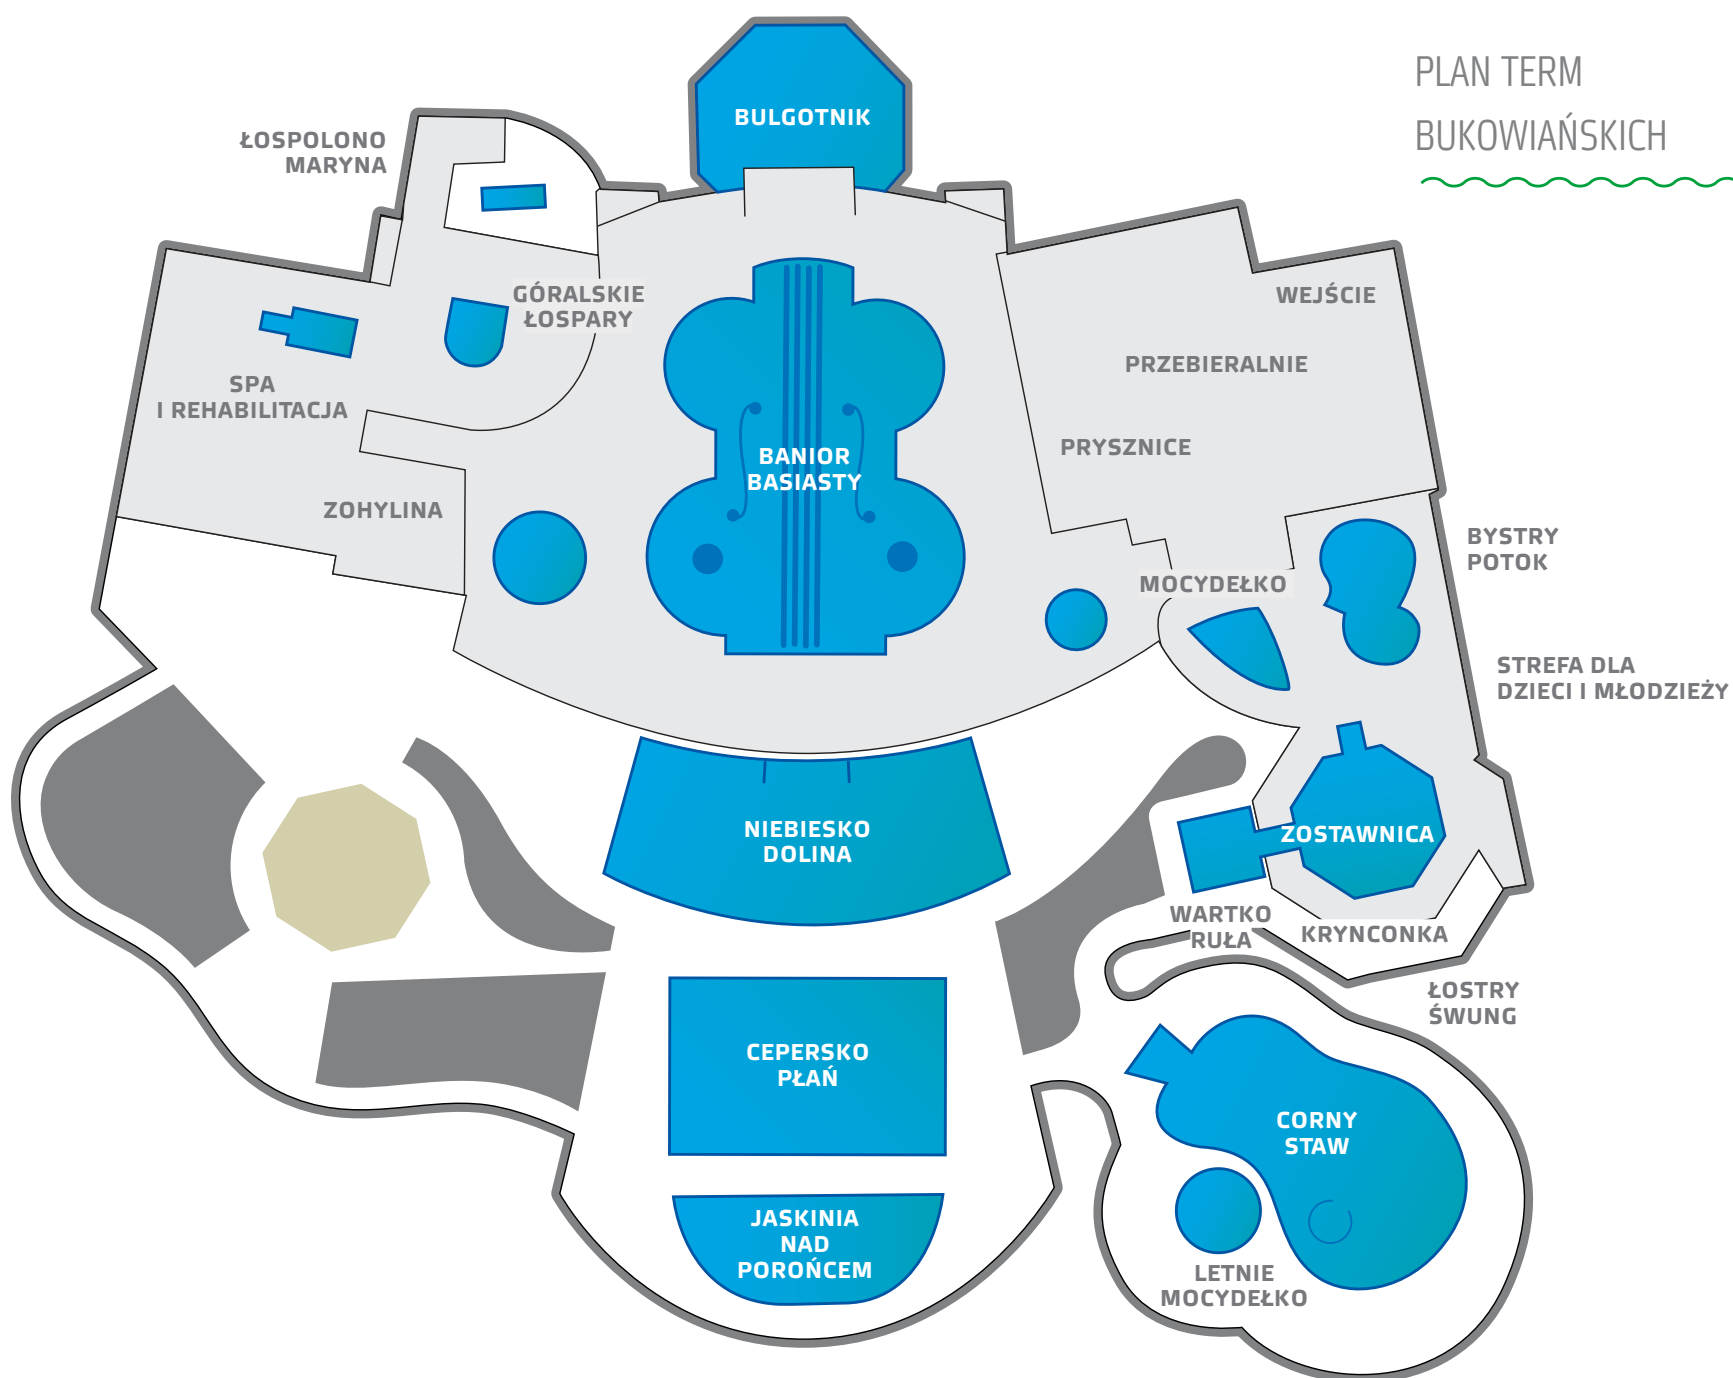 PLAN TERM
BUKOWIAŃSKICH
BULGOTNIK
ŁOSPOLONO
MARYNA
GÓRALSKIE
ŁOSPARY
WEJŚCIE
PRZEBIERALNIE
SPA
I REHABILITACJA
PRYSZNICE
BANIOR
BASIASTY
ZOHYLINA
BYSTRY
POTOK
MOCYDEŁKO
STREFA DLA
DZIECI I MŁODZIEŻY
NIEBIESKO
DOLINA
ZOSTAWNICA
WARTKO
RUŁA
KRYNCONKA
ŁOSTRY
ŚWUNG
CEPERSKO
PŁAŃ
CORNY
STAW
JASKINIA
NAD
POROŃCEM
LETNIE
MOCYDEŁKO